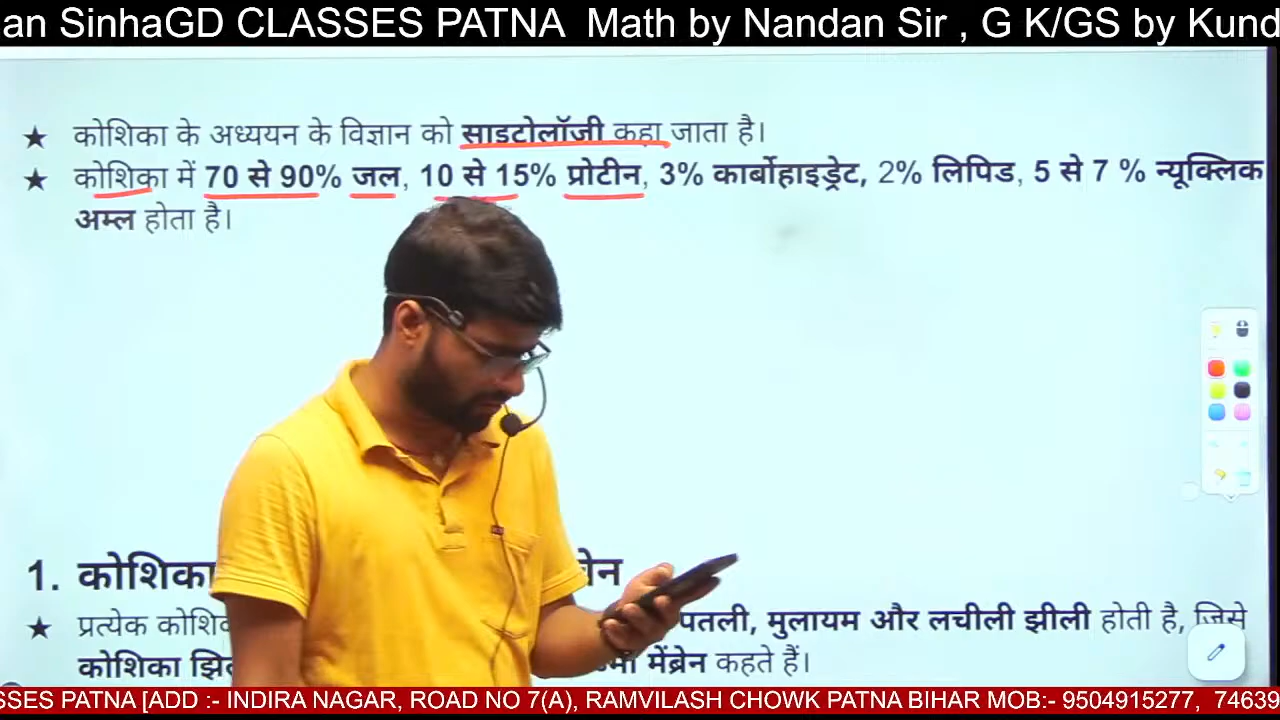 an SinhaGD CLASSES PATNA Math by Nandan Sir , G K/GS by Kund
★ कोशिका के अध्ययन के विज्ञान को साइटोलॉजी कहा जाता है।
★ कोशिका में 70 से 90% जल, 10 से 15% प्रोटीन, 3% कार्बोहाइड्रेट, 2% लिपिड, 5 से 7 % न्यूक्लिक
अम्ल होता है।
1. कोशिका
★ प्रत्येक पतली, मुलायम और लचीली झीली होती है, जिसे
कोशिका मेंब्रेन कहते हैं।
SSES PATNA [ADD :- INDIRA NAGAR, ROAD NO 7(A), RAMVILASH CHOWK PATNA BIHAR MOB:- 9504915277, 74639